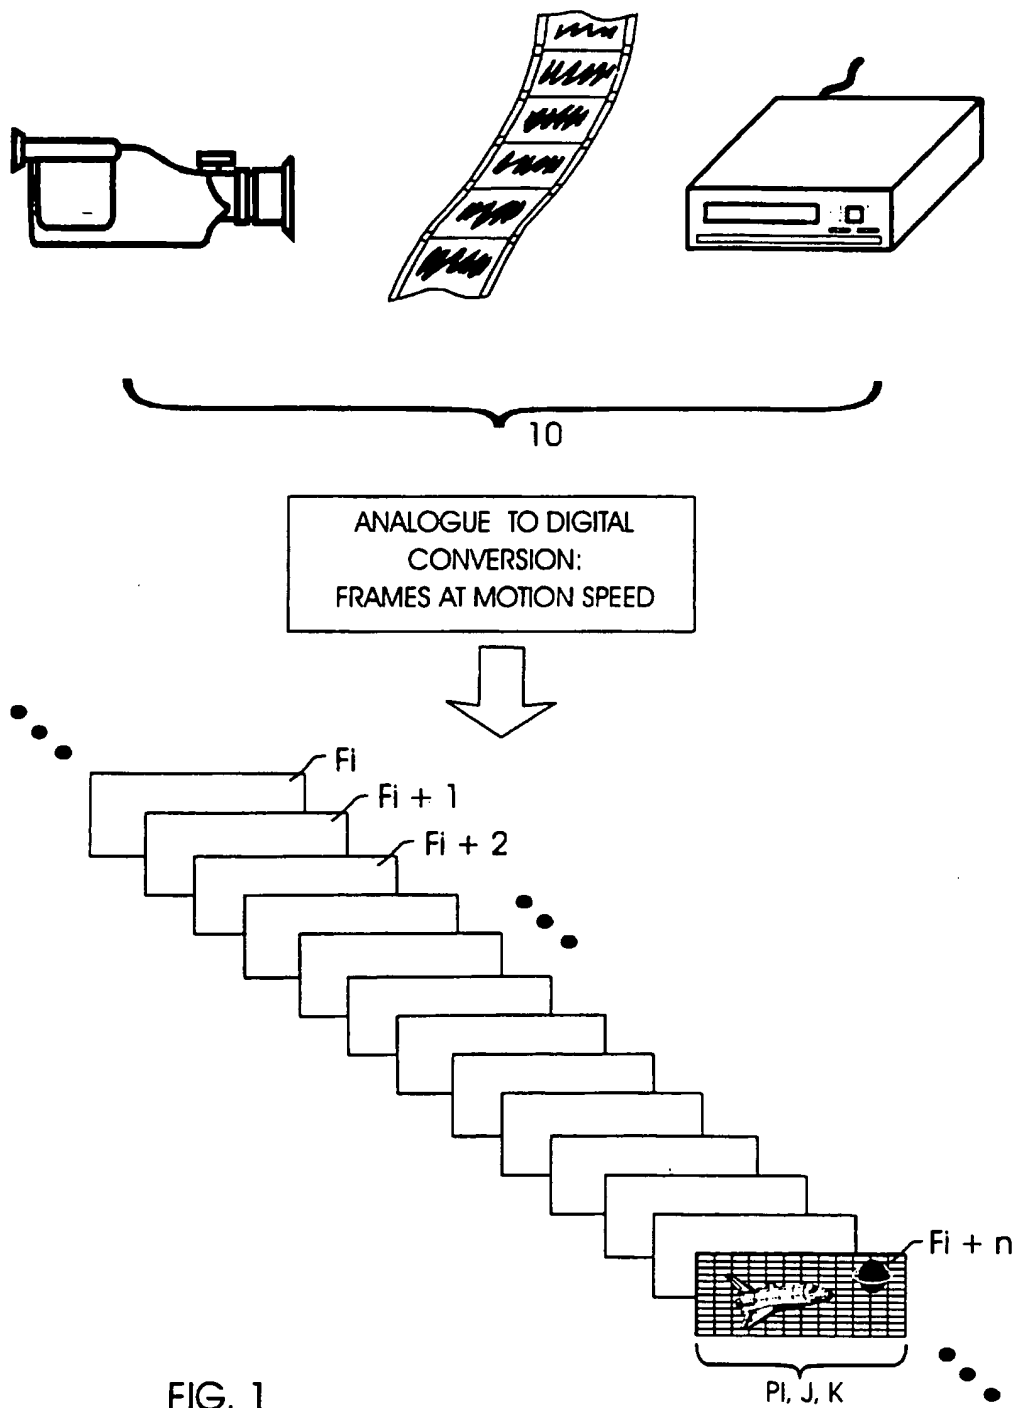 10
ANALOGUE TO DIGITAL
CONVERSION:
FRAMES AT MOTION SPEED
Fi
Fi + 1
Fi + 2
Fi + n
Pi, J, K
FIG. 1